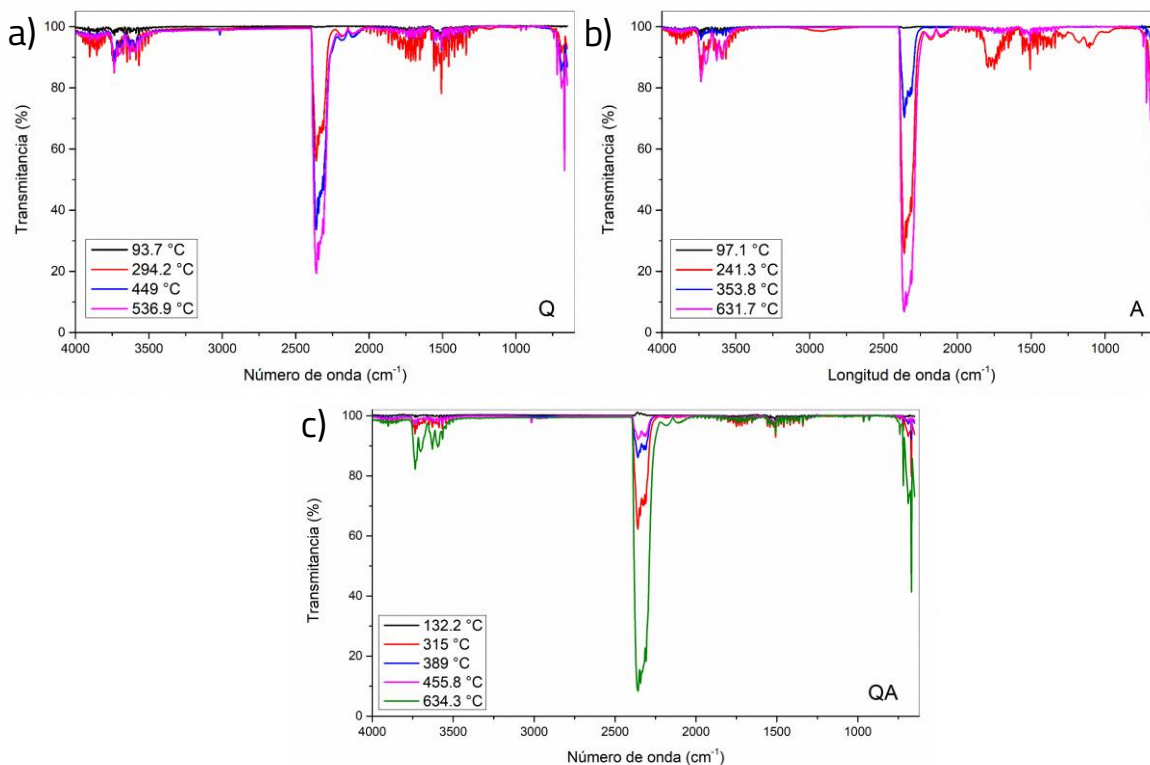 a)
Transmitancia (%)
100
80
60
40
20
0
93.7 °C
294.2 °C
449 °C
536.9 °C
Q
4000 3500 3000 2500 2000 1500 1000
Número de onda (cm⁻¹)
b)
Transmitancia (%)
100
80
60
40
20
0
97.1 °C
241.3 °C
353.8 °C
631.7 °C
A
4000 3500 3000 2500 2000 1500 1000
Longitud de onda (cm⁻¹)
c)
Transmitancia (%)
100
80
60
40
20
0
132.2 °C
315 °C
389 °C
455.8 °C
634.3 °C
QA
4000 3500 3000 2500 2000 1500 1000
Número de onda (cm⁻¹)